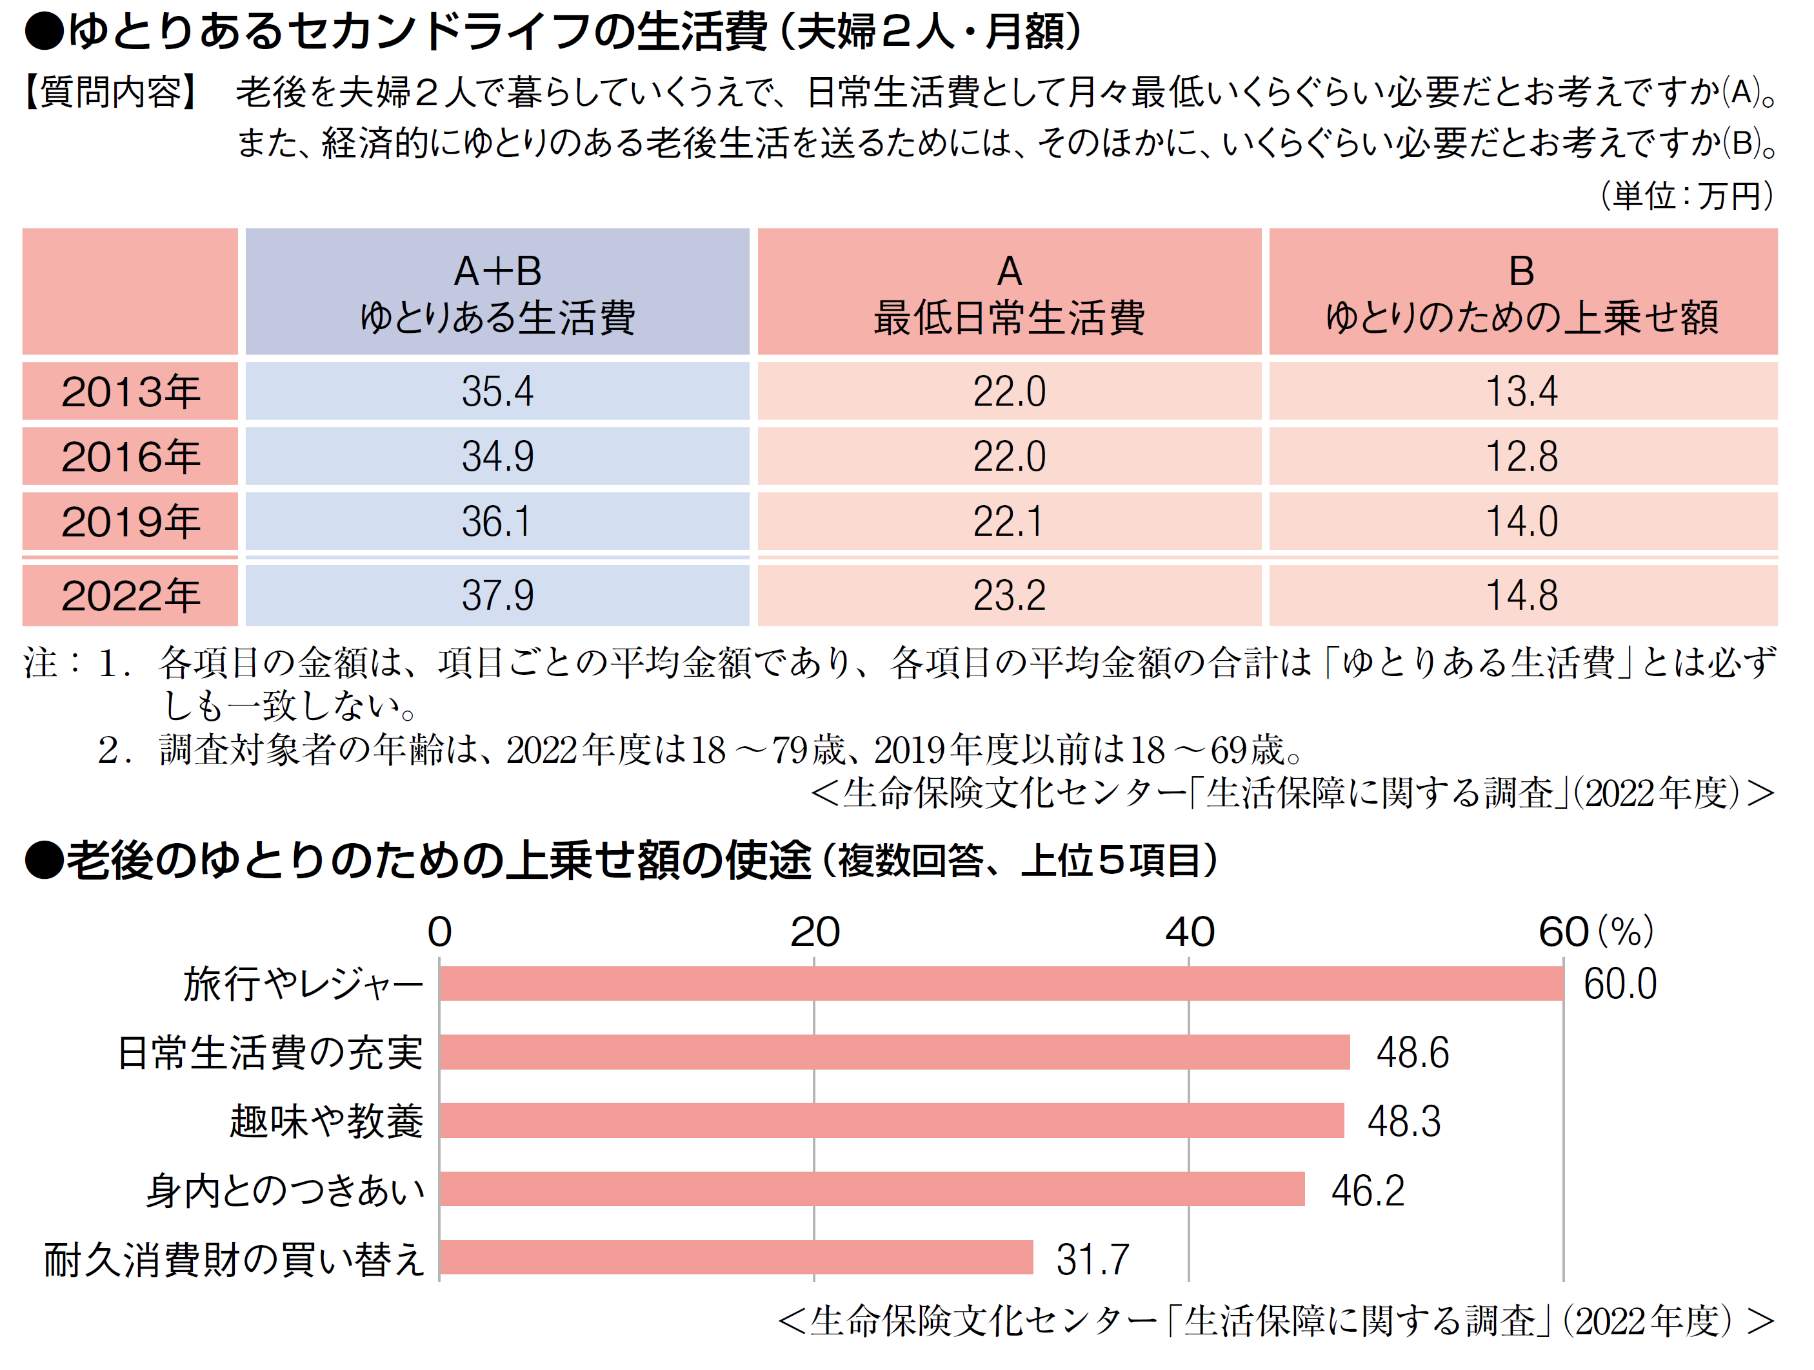 ●ゆとりあるセカンドライフの生活費（夫婦２人・月額）
【質問内容】 老後を夫婦２人で暮らしていくうえで、日常生活費として月々最低いくらぐらい必要だとお考えですか(A)。
また、経済的にゆとりのある老後生活を送るためには、そのほかに、いくらぐらい必要だとお考えですか(B)。
（単位：万円）
A＋B A B
ゆとりある生活費 最低日常生活費 ゆとりのための上乗せ額
2013年 35.4 22.0 13.4
2016年 34.9 22.0 12.8
2019年 36.1 22.1 14.0
2022年 37.9 23.2 14.8
注：１．各項目の金額は、項目ごとの平均金額であり、各項目の平均金額の合計は「ゆとりある生活費」とは必ず
しも一致しない。
２．調査対象者の年齢は、2022年度は18～79歳、2019年度以前は18～69歳。
＜生命保険文化センター「生活保障に関する調査」（2022年度）＞
●老後のゆとりのための上乗せ額の使途（複数回答、上位５項目）
0 20 40 60（％）
旅行やレジャー 60.0
日常生活費の充実 48.6
趣味や教養 48.3
身内とのつきあい 46.2
耐久消費財の買い替え 31.7
＜生命保険文化センター「生活保障に関する調査」（2022年度）＞